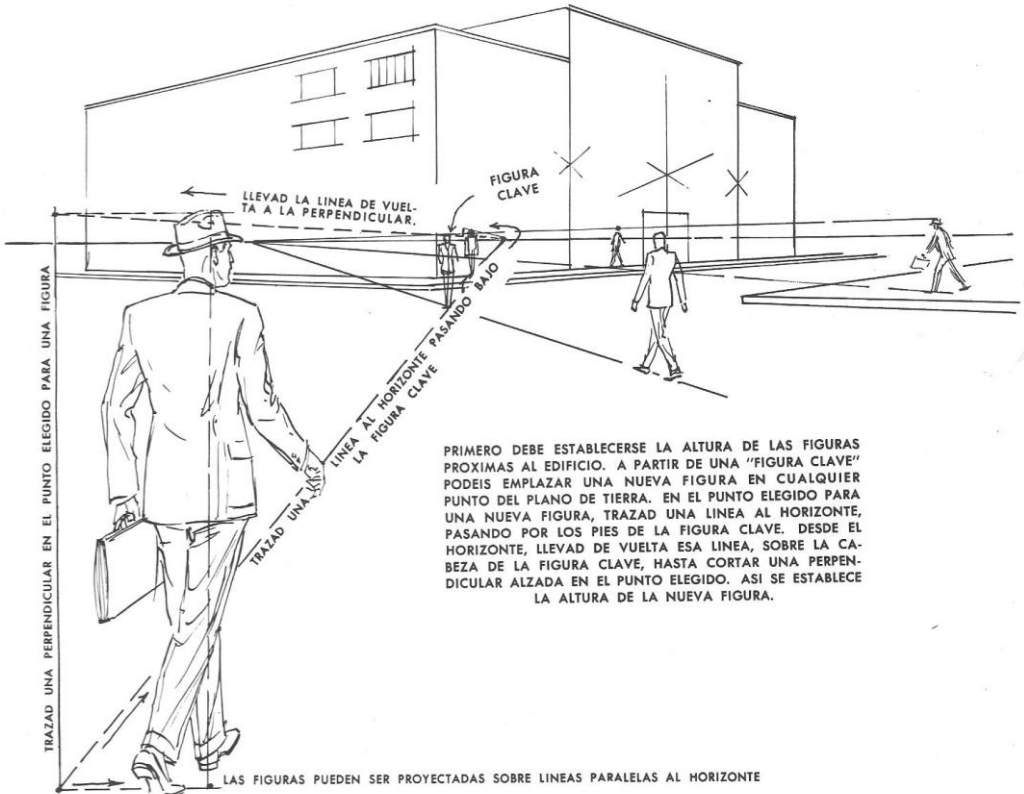 FIGURA
CLAVE
LLEVAD LA LINEA DE VUEL-
TA A LA PERPENDICULAR.
TRAZAD UNA PERPENDICULAR EN EL PUNTO ELEGIDO PARA UNA FIGURA
TRAZAD UNA LINEA AL HORIZONTE PASANDO BAJO
LA FIGURA CLAVE
PRIMERO DEBE ESTABLECERSE LA ALTURA DE LAS FIGURAS
PROXIMAS AL EDIFICIO. A PARTIR DE UNA "FIGURA CLAVE"
PODEIS EMPLAZAR UNA NUEVA FIGURA EN CUALQUIER
PUNTO DEL PLANO DE TIERRA. EN EL PUNTO ELEGIDO PARA
UNA NUEVA FIGURA, TRAZAD UNA LINEA AL HORIZONTE,
PASANDO POR LOS PIES DE LA FIGURA CLAVE. DESDE EL
HORIZONTE, LLEVAD DE VUELTA ESA LINEA, SOBRE LA CA-
BEZA DE LA FIGURA CLAVE, HASTA CORTAR UNA PERPEN-
DICULAR ALZADA EN EL PUNTO ELEGIDO. ASI SE ESTABLECE
LA ALTURA DE LA NUEVA FIGURA.
LAS FIGURAS PUEDEN SER PROYECTADAS SOBRE LINEAS PARALELAS AL HORIZONTE